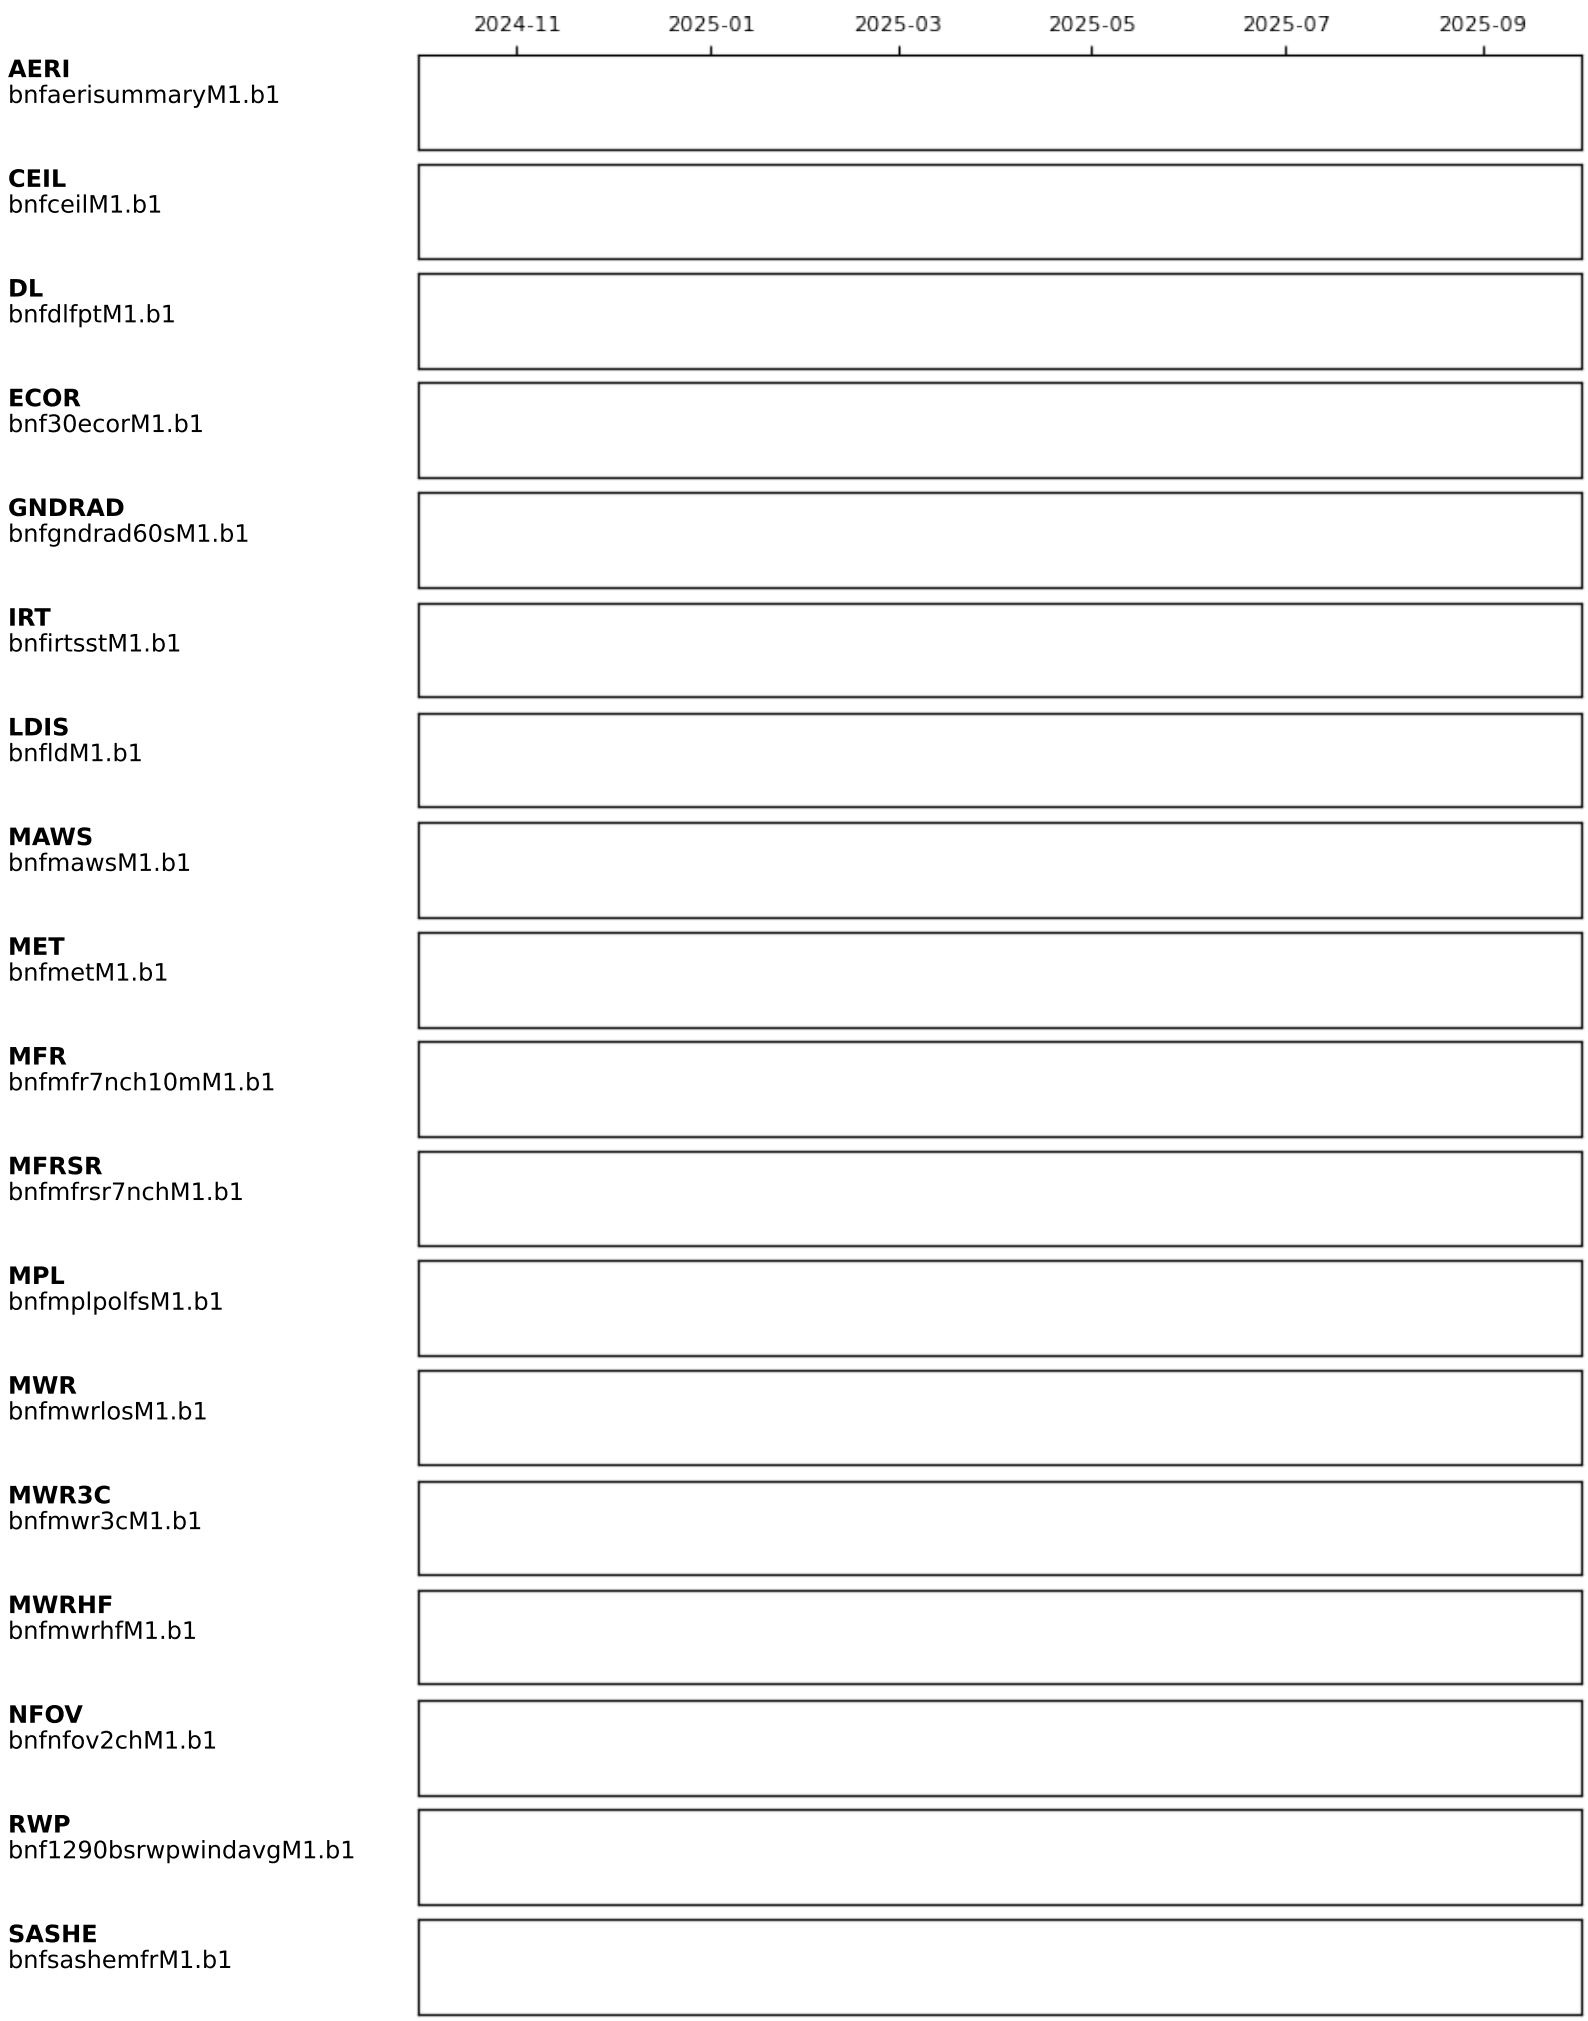 2024-11 2025-01 2025-03 2025-05 2025-07 2025-09
AERI
bnfaerisummaryM1.b1
CEIL
bnfceilM1.b1
DL
bnfdlfptM1.b1
ECOR
bnf30ecorM1.b1
GNDRAD
bnfgndrad60sM1.b1
IRT
bnfirtsstM1.b1
LDIS
bnfldM1.b1
MAWS
bnfmawsM1.b1
MET
bnfmetM1.b1
MFR
bnfmfr7nch10mM1.b1
MFRSR
bnfmfrsr7nchM1.b1
MPL
bnfmplpolfsM1.b1
MWR
bnfmwrlosM1.b1
MWR3C
bnfmwr3cM1.b1
MWRHF
bnfmwrhfM1.b1
NFOV
bnfnfov2chM1.b1
RWP
bnf1290bsrwpwindavgM1.b1
SASHE
bnfsashemfrM1.b1